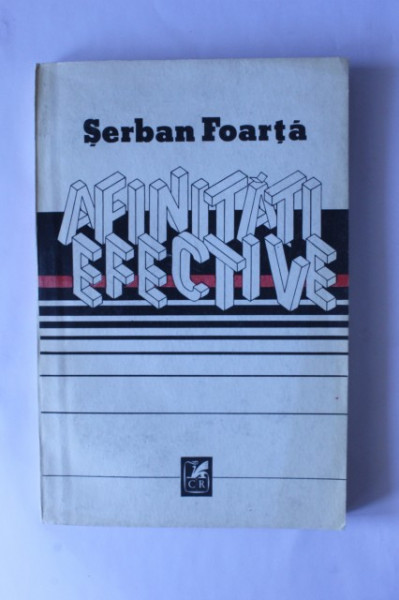 Șerban Foarță
AFINITĂȚI
EFECTIVE
CR